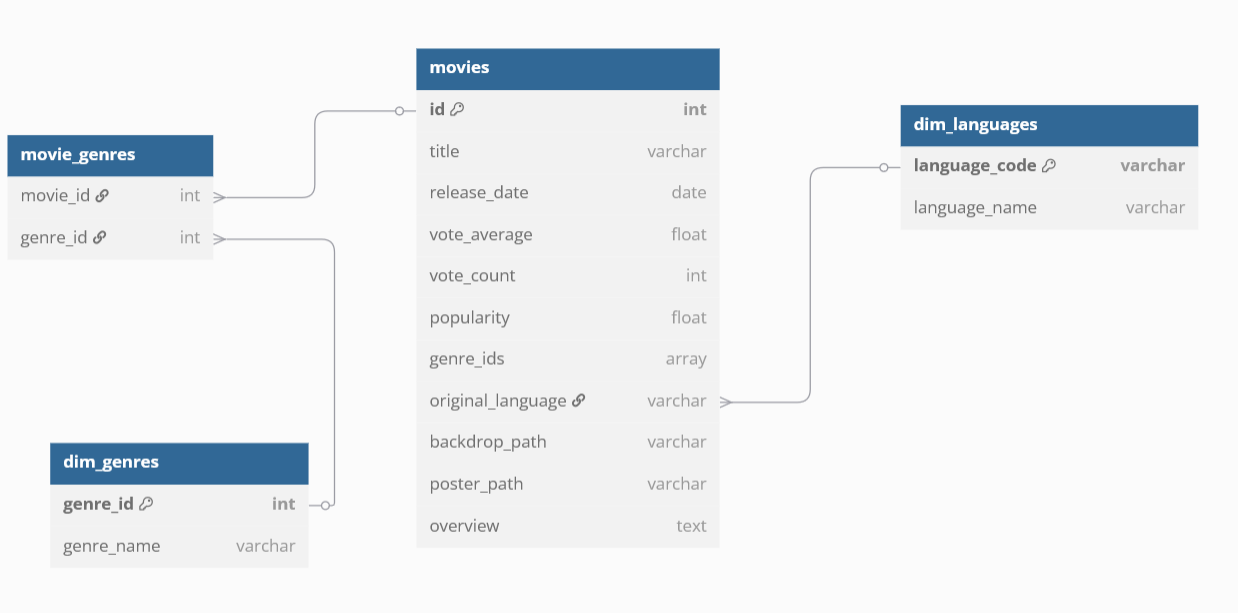 movie_genres
movie_id int
genre_id int
dim_genres
genre_id int
genre_name varchar
movies
id int
title varchar
release_date date
vote_average float
vote_count int
popularity float
genre_ids array
original_language varchar
backdrop_path varchar
poster_path varchar
overview text
dim_languages
language_code varchar
language_name varchar